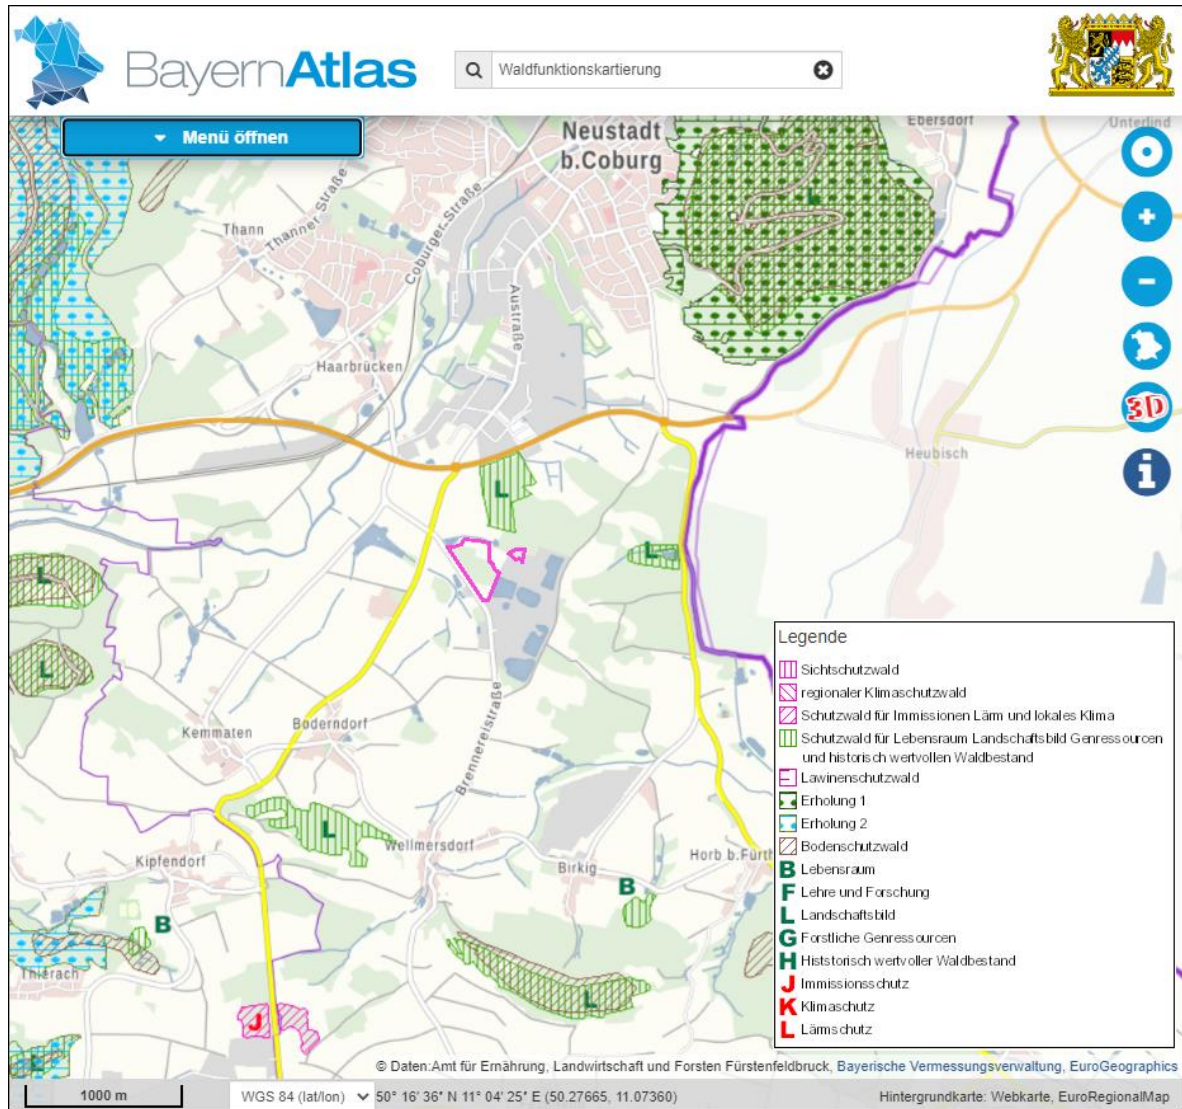 BayernAtlas
Waldfunktionskartierung
Menü öffnen
Neustadt
b.Coburg
Ebersdorf
Unterlind
Thann
Thanner Straße
Coburger Straße
Austraße
Haarbrücken
3D
Heubisch
L
L
L
L
L
Kemmaten
Boderndorf
Brennereistraße
L
Wellmersdorf
Kipfendorf
Birkig
Horb b.Fürth
B
B
Thierach
L
J
L
Legende
Sichtschutzwald
regionaler Klimaschutzwald
Schutzwald für Immissionen Lärm und lokales Klima
Schutzwald für Lebensraum Landschaftsbild Genressourcen
und historisch wertvollen Waldbestand
Lawinenschutzwald
Erholung 1
Erholung 2
Bodenschutzwald
B Lebensraum
F Lehre und Forschung
L Landschaftsbild
G Forstliche Genressourcen
H Histstorisch wertvoller Waldbestand
J Immissionsschutz
K Klimaschutz
L Lärmschutz
© Daten:Amt für Ernährung, Landwirtschaft und Forsten Fürstenfeldbruck, Bayerische Vermessungsverwaltung, EuroGeographics
1000 m
WGS 84 (lat/lon)
50° 16' 36" N 11° 04' 25" E (50.27665, 11.07360)
Hintergrundkarte: Webkarte, EuroRegionalMap